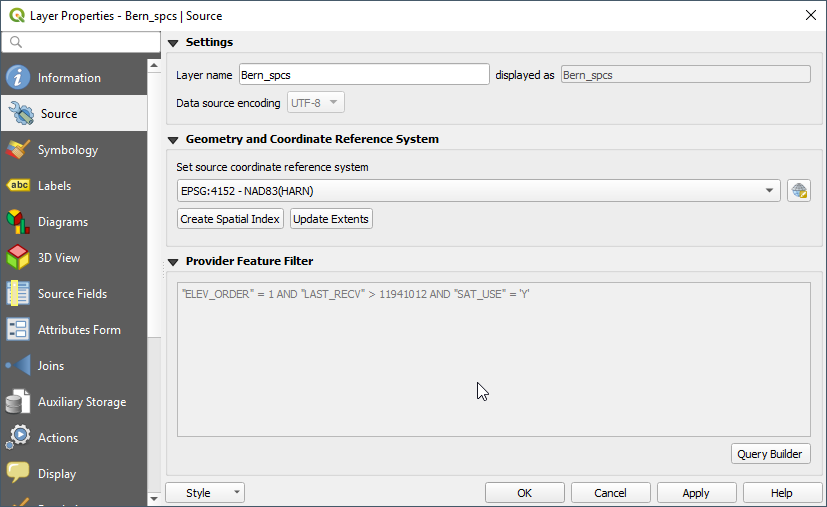 Layer Properties - Bern_spcs | Source
Information
Source
Symbology
Labels
Diagrams
3D View
Source Fields
Attributes Form
Joins
Auxiliary Storage
Actions
Display
abc
Settings
Layer name Bern_spcs displayed as Bern_spcs
Data source encoding UTF-8
Geometry and Coordinate Reference System
Set source coordinate reference system
EPSG:4152 - NAD83(HARN)
Create Spatial Index Update Extents
Provider Feature Filter
"ELEV_ORDER" = 1 AND "LAST_RECV" > 11941012 AND "SAT_USE" = 'Y'
Query Builder
Style OK Cancel Apply Help